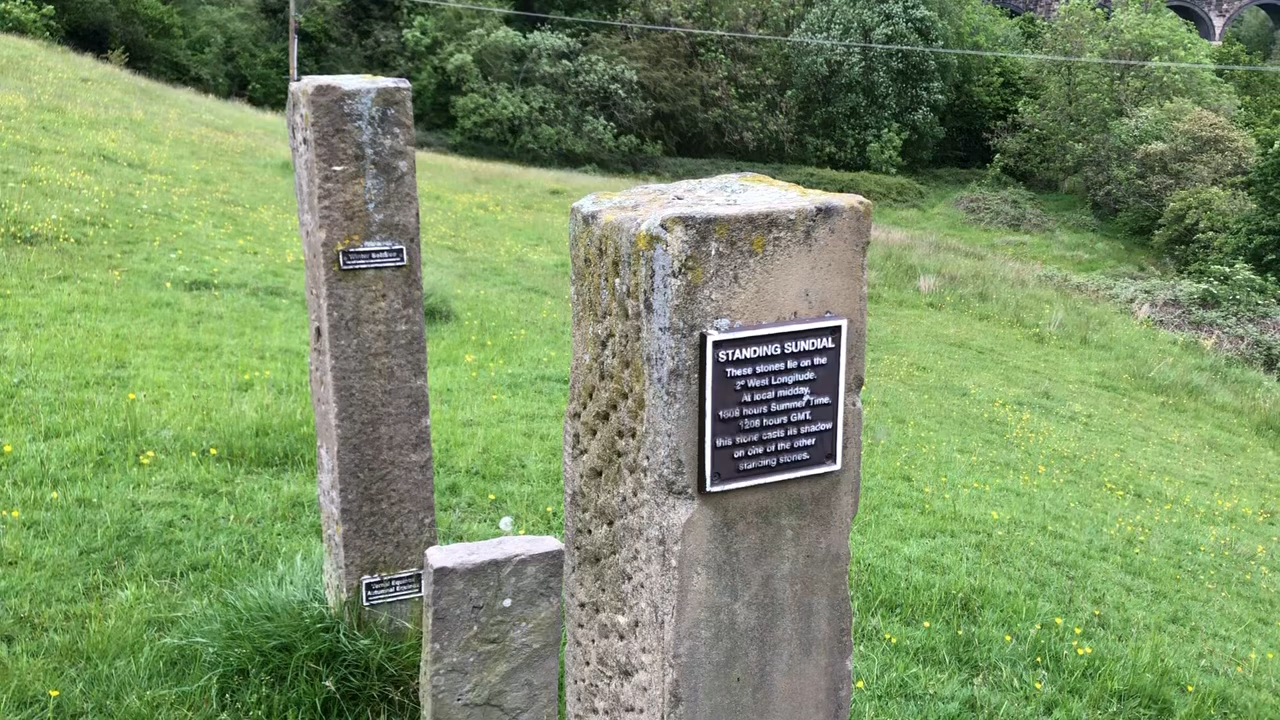 Winter Solstice
Vernal Equinox
Autumnal Equinox
STANDING SUNDIAL
These stones lie on the
2° West Longitude.
At local midday,
1308 hours Summer Time,
1208 hours GMT,
this stone casts its shadow
on one of the other
standing stones.